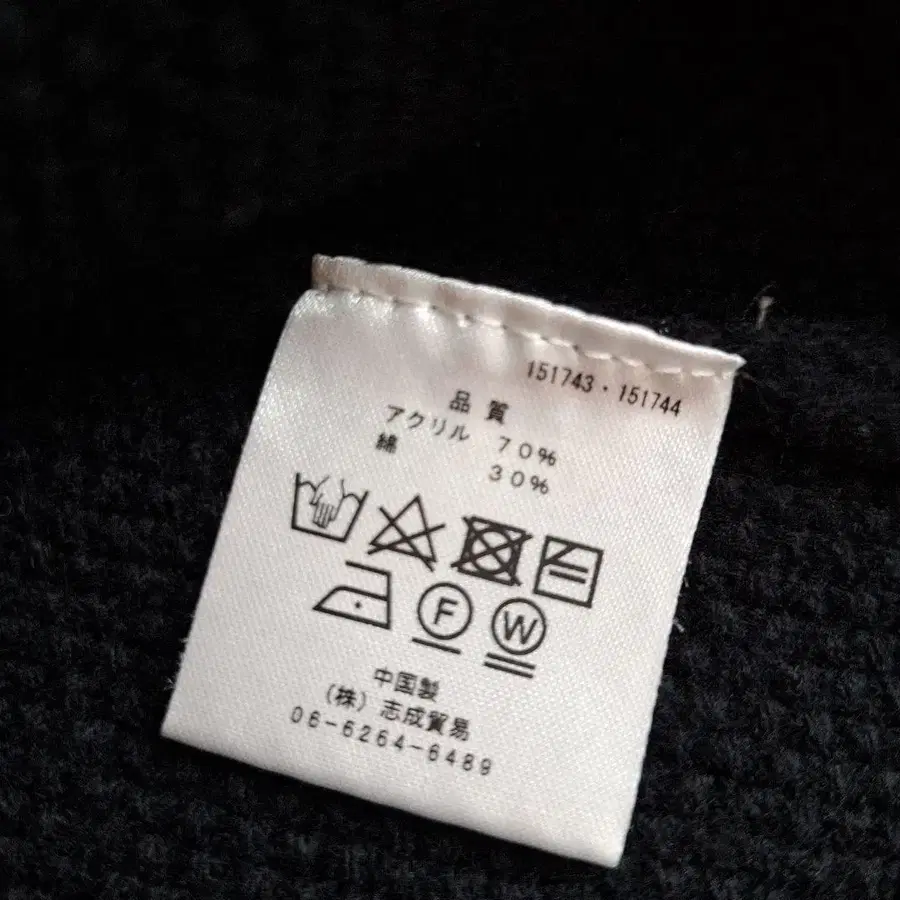 151743・151744
品質
アクリル 70%
綿 30%
F W
中国製
(株)志成貿易
06-6264-6489